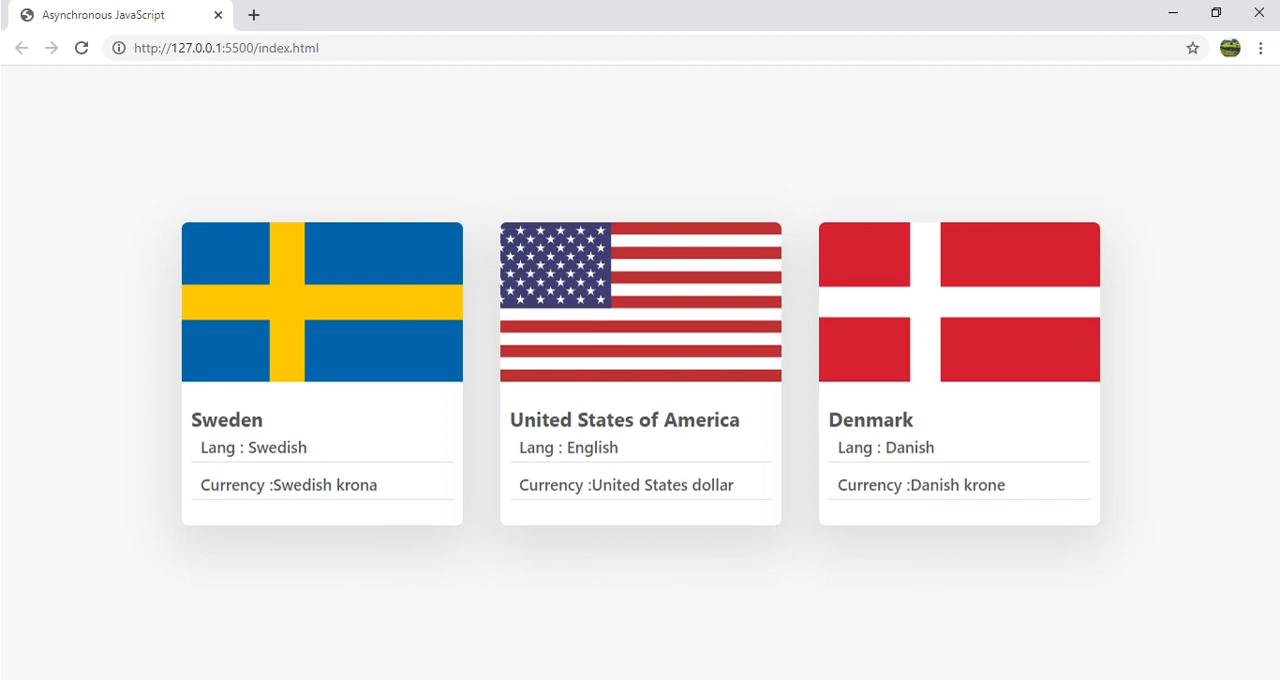 Asynchronous JavaScript
http://127.0.0.1:5500/index.html
Sweden
Lang : Swedish
Currency :Swedish krona
United States of America
Lang : English
Currency :United States dollar
Denmark
Lang : Danish
Currency :Danish krone